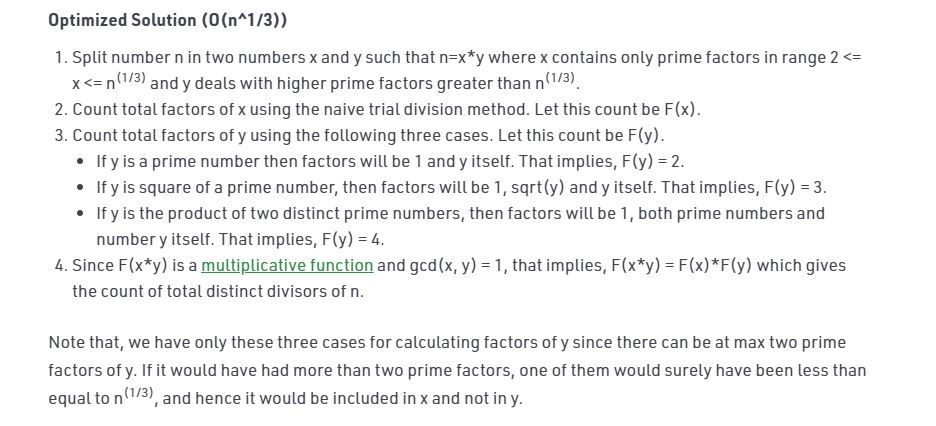 Optimized Solution (O(n^1/3))
1. Split number n in two numbers x and y such that n=x*y where x contains only prime factors in range 2 <=
x <= n(1/3) and y deals with higher prime factors greater than n(1/3).
2. Count total factors of x using the naive trial division method. Let this count be F(x).
3. Count total factors of y using the following three cases. Let this count be F(y).
• If y is a prime number then factors will be 1 and y itself. That implies, F(y) = 2.
• If y is square of a prime number, then factors will be 1, sqrt(y) and y itself. That implies, F(y) = 3.
• If y is the product of two distinct prime numbers, then factors will be 1, both prime numbers and
number y itself. That implies, F(y) = 4.
4. Since F(x*y) is a multiplicative function and gcd(x, y) = 1, that implies, F(x*y) = F(x)*F(y) which gives
the count of total distinct divisors of n.
Note that, we have only these three cases for calculating factors of y since there can be at max two prime
factors of y. If it would have had more than two prime factors, one of them would surely have been less than
equal to n(1/3), and hence it would be included in x and not in y.